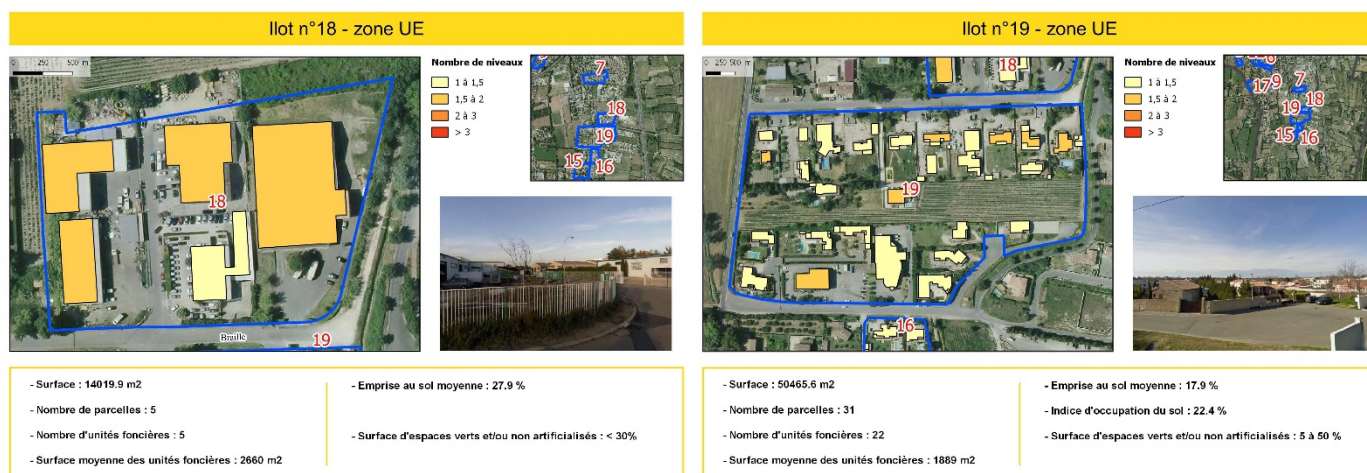 Ilot n°18 - zone UE
0 250 500 m
Nombre de niveaux
1 à 1,5
1,5 à 2
2 à 3
> 3
7
18
19
15
16
18
Braille
19
- Surface : 14019.9 m2
- Nombre de parcelles : 5
- Nombre d'unités foncières : 5
- Surface moyenne des unités foncières : 2660 m2
- Emprise au sol moyenne : 27.9 %
- Surface d'espaces verts et/ou non artificialisés : < 30%
Ilot n°19 - zone UE
0 250 500 m
18
19
16
Nombre de niveaux
1 à 1,5
1,5 à 2
2 à 3
> 3
6
17
9
7
19
18
15
16
- Surface : 50465.6 m2
- Nombre de parcelles : 31
- Nombre d'unités foncières : 22
- Surface moyenne des unités foncières : 1889 m2
- Emprise au sol moyenne : 17.9 %
- Indice d'occupation du sol : 22.4 %
- Surface d'espaces verts et/ou non artificialisés : 5 à 50 %